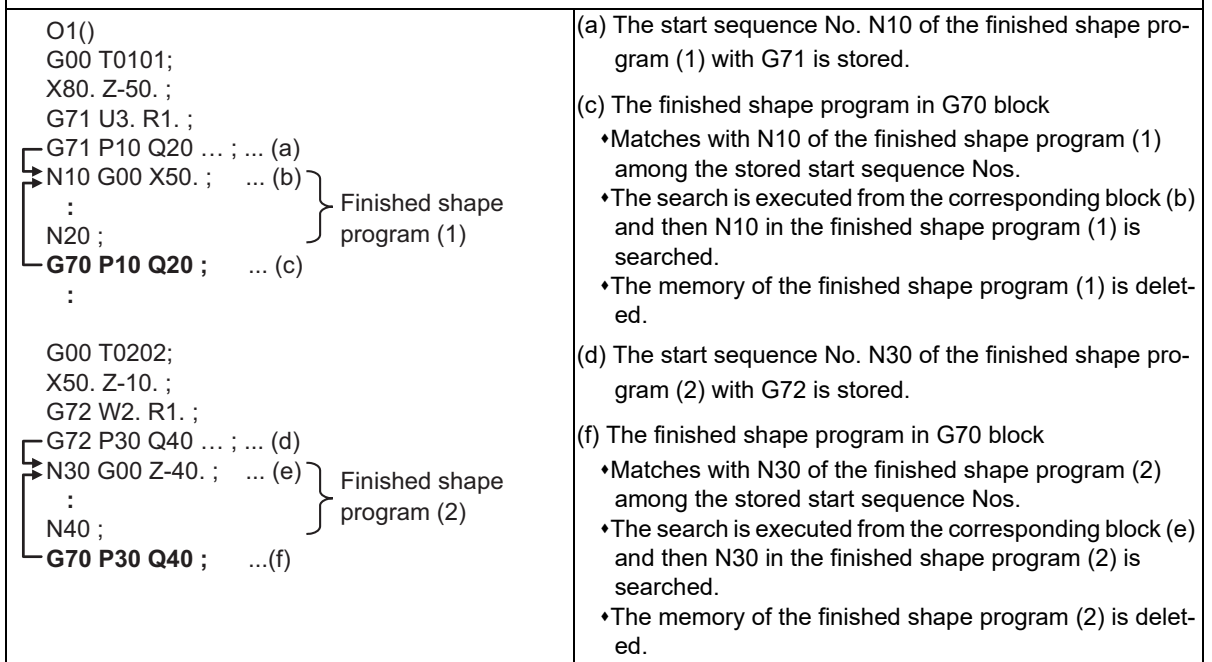 O1()
G00 T0101;
X80. Z-50. ;
G71 U3. R1. ;
G71 P10 Q20 … ; ... (a)
N10 G00 X50. ; ... (b)
:
N20 ;
Finished shape
program (1)
G70 P10 Q20 ; ... (c)
:
G00 T0202;
X50. Z-10. ;
G72 W2. R1. ;
G72 P30 Q40 … ; ... (d)
N30 G00 Z-40. ; ... (e)
:
N40 ;
Finished shape
program (2)
G70 P30 Q40 ; ...(f)
(a) The start sequence No. N10 of the finished shape pro-
gram (1) with G71 is stored.
(c) The finished shape program in G70 block
♦Matches with N10 of the finished shape program (1)
among the stored start sequence Nos.
♦The search is executed from the corresponding block (b)
and then N10 in the finished shape program (1) is
searched.
♦The memory of the finished shape program (1) is delet-
ed.
(d) The start sequence No. N30 of the finished shape pro-
gram (2) with G72 is stored.
(f) The finished shape program in G70 block
♦Matches with N30 of the finished shape program (2)
among the stored start sequence Nos.
♦The search is executed from the corresponding block (e)
and then N30 in the finished shape program (2) is
searched.
♦The memory of the finished shape program (2) is delet-
ed.